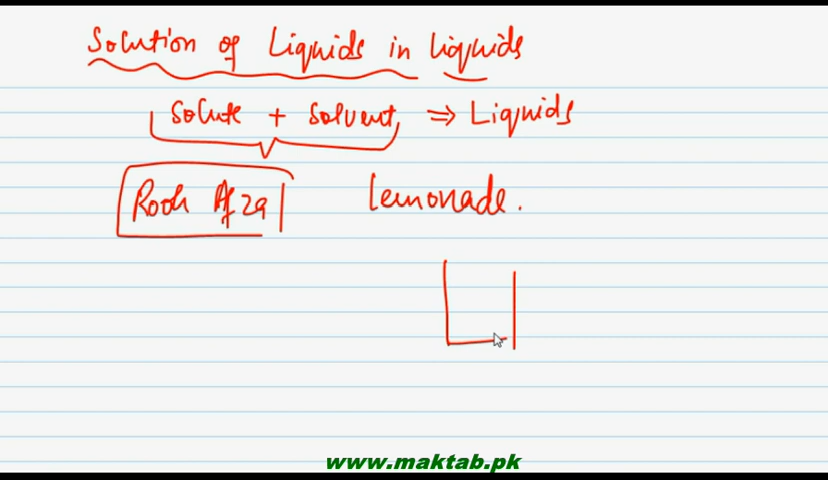 Solution of Liquids in liquids
Solute + Solvent ⇒ Liquids
Rooh Afza lemonade.
www.maktab.pk